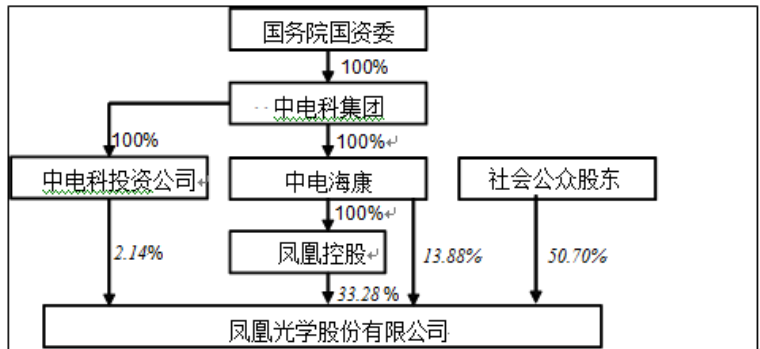 国务院国资委
100%
中电科集团
100%
100%
中电科投资公司
中电海康
社会公众股东
100%
2.14%
凤凰控股
13.88%
50.70%
33.28%
凤凰光学股份有限公司